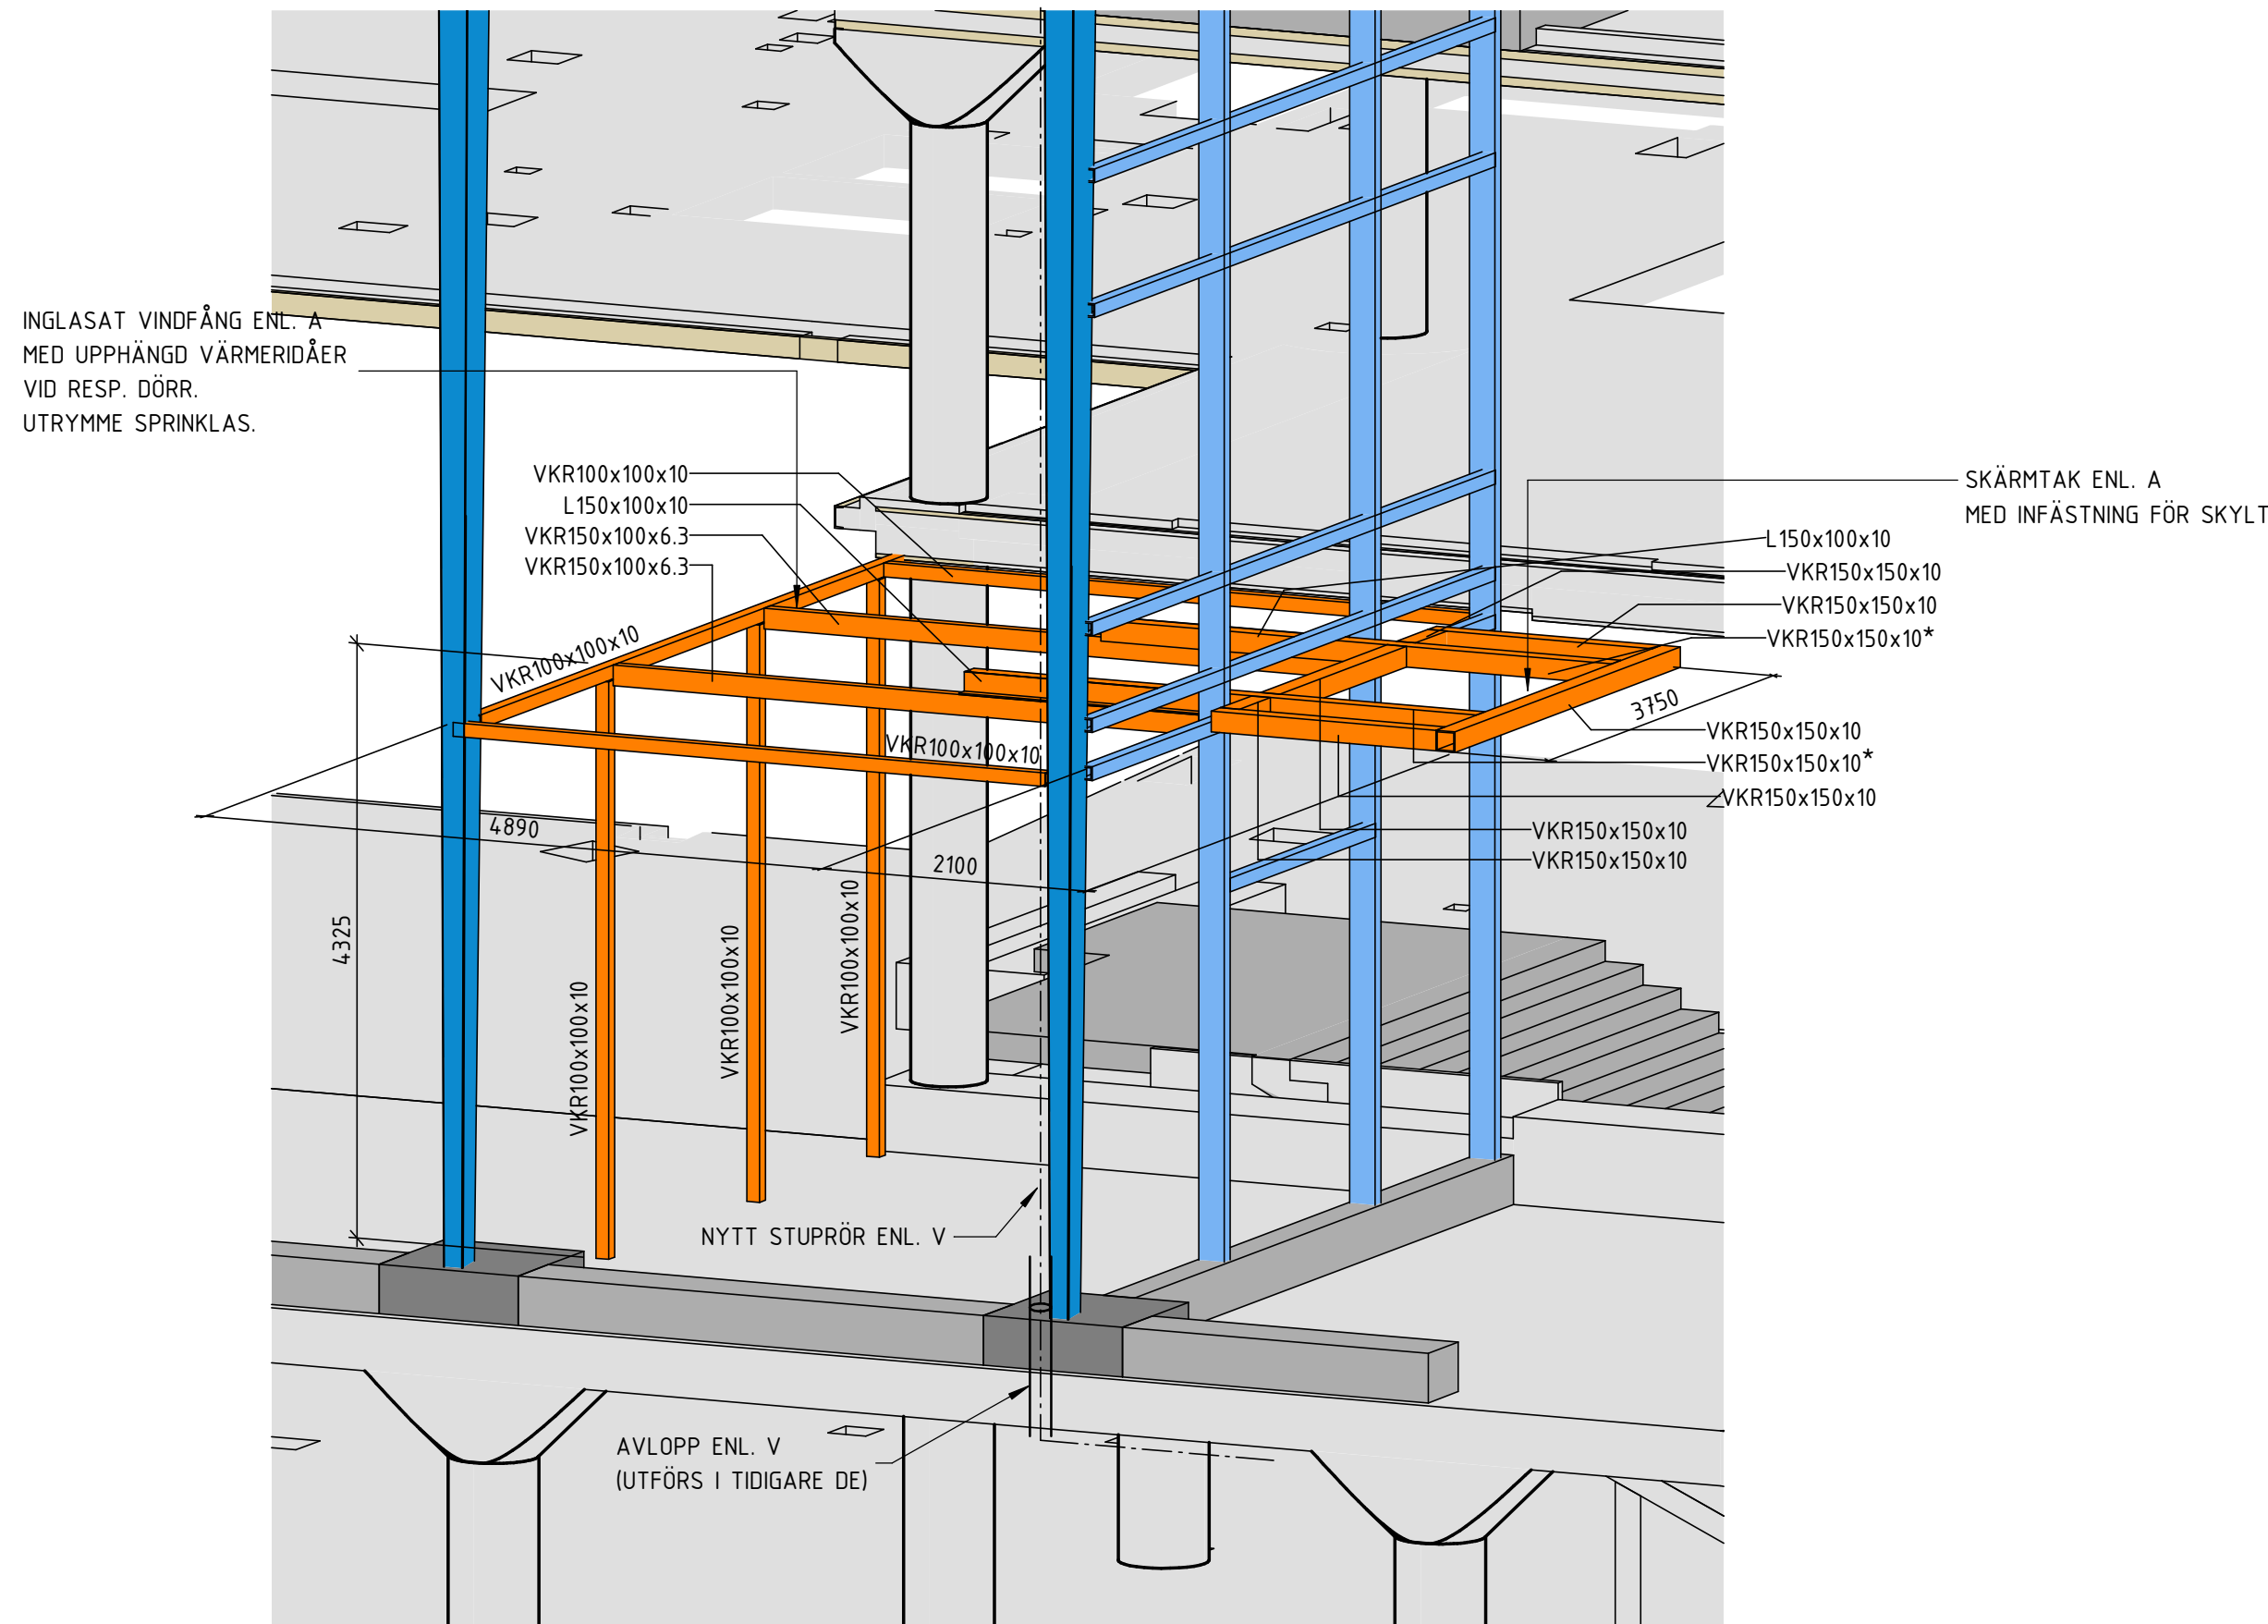 INGLASAT VINDFÅNG ENL. A
MED UPPHÄNGD VÄRMERIDÅER
VID RESP. DÖRR.
UTRYMME SPRINKLAS.
VKR100x100x10
L150x100x10
VKR150x100x6.3
VKR150x100x6.3
SKÄRMTAK ENL. A
MED INFÄSTNING FÖR SKYLT
L150x100x10
VKR150x150x10
VKR150x150x10
VKR150x150x10*
VKR100x100x10
3750
VKR150x150x10
VKR100x100x10
VKR150x150x10*
VKR150x150x10
4890
VKR150x150x10
VKR150x150x10
2100
4325
VKR100x100x10
VKR100x100x10
VKR100x100x10
NYTT STUPRÖR ENL. V
AVLOPP ENL. V
(UTFÖRS I TIDIGARE DE)